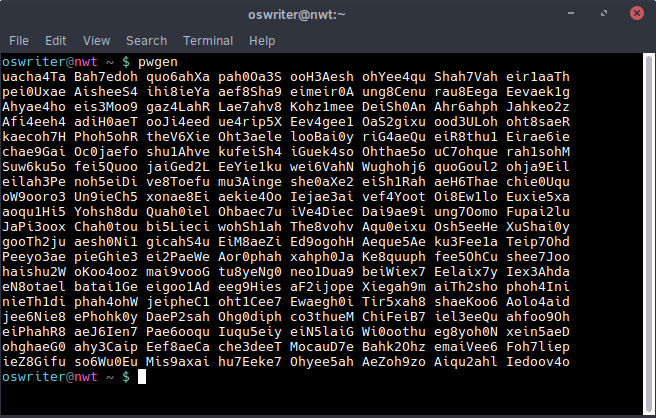 oswriter@nwt:~
File Edit View Search Terminal Help
oswriter@nwt ~ $ pwgen
uacha4Ta Bah7edoh quo6ahXa pah0Oa3S ooH3Aesh ohYee4qu Shah7Vah eir1aaTh
pei0Uxae AisheeS4 ihi8ieYa aef8Sha9 eimeir0A ung8Cenu rau8Eega Eevaek1g
Ahyae4ho eis3Moo9 gaz4LahR Lae7ahv8 Kohz1mee DeiSh0An Ahr6ahph Jahkeo2z
Afi4eeh4 adiH0aeT ooJi4eed ue4rip5X Eev4gee1 OaS2gixu ood3ULoh oht8saeR
kaecoh7H Phoh5ohR theV6Xie Oht3aele looBai0y riG4aeQu eiR8thu1 Eirae6ie
chae9Gai Oc0jaefo shu1Ahve kufeiSh4 iGuek4so Ohthae5o uC7ohque rah1sohM
Suw6ku5o fei5Quoo jaiGed2L EeYie1ku wei6VahN Wughohj6 quoGoul2 ohja9Eil
eilah3Pe noh5eiDi ve8Toefu mu3Ainge she0aXe2 eiSh1Rah aeH6Thae chie0Uqu
oW9ooro3 Un9ieCh5 xonae8Ei aekie4Oo Iejae3ai vef4Yoot Oi8Ew1lo Euxie5xa
aoqu1Hi5 Yohsh8du Quah0iel Ohbaec7u iVe4Diec Dai9ae9i ung7Oomo Fupai2lu
JaPi3oox Chah0tou bi5Lieci wohSh1ah The8vohv Aqu0eixu Osh5eeHe XuShai0y
gooTh2ju aesh0Ni1 gicahS4u EiM8aeZi Ed9ogohH Aeque5Ae ku3Fee1a Teip7Ohd
Peeyo3ae pieGhie3 ei2PaeWe Aor0phah xahph0Ja Ke8quuph fee5OhCu shee7Joo
haishu2W oKoo4ooz mai9vooG tu8yeNg0 neo1Dua9 beiWiex7 Eelaix7y Iex3Ahda
eN8otael batai1Ge eigoo1Ad eeg9Hies aF2ijope Xiegah9m aiTh2sho phoh4Ini
nieTh1di phah4ohW jeipheC1 oht1Cee7 Ewaegh0i Tir5xah8 shaeKoo6 Aolo4aid
jee6Nie8 ePhohk0y DaeP2sah Ohg0diph co3thueM ChiFeiB7 iel3eeQu ahfoo9Oh
eiPhahR8 aeJ6Ien7 Pae6ooqu Iuqu5eiy eiN5laiG Wi0oothu eg8yoh0N xein5aeD
ohghaeG0 ahy3Caip Eef8aeCa che3deeT MocauD7e Bahk2Ohz emaiVee6 Foh7liep
ieZ8Gifu so6Wu0Eu Mis9axai hu7Eeke7 Ohyee5ah AeZoh9zo Aiqu2ahl Iedoov4o
oswriter@nwt ~ $